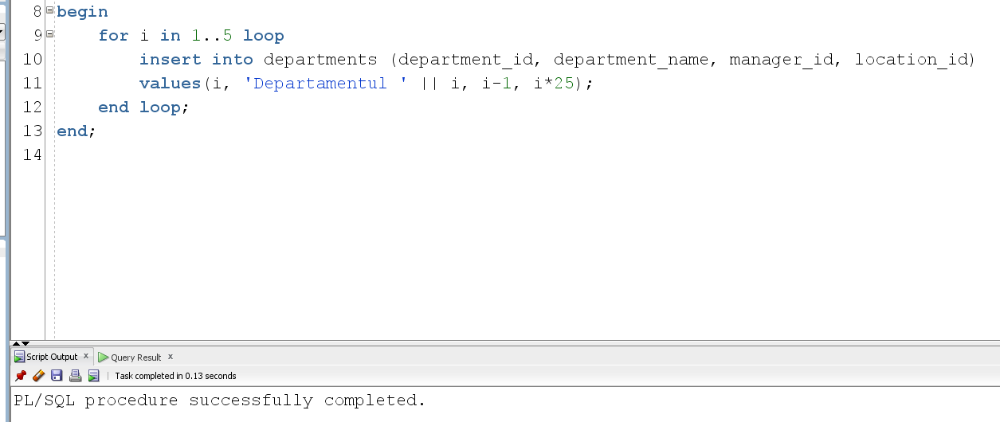 8 begin
9 for i in 1..5 loop
10 insert into departments (department_id, department_name, manager_id, location_id)
11 values(i, 'Departamentul ' || i, i-1, i*25);
12 end loop;
13 end;
14
Script Output x Query Result x
Task completed in 0.13 seconds
PL/SQL procedure successfully completed.